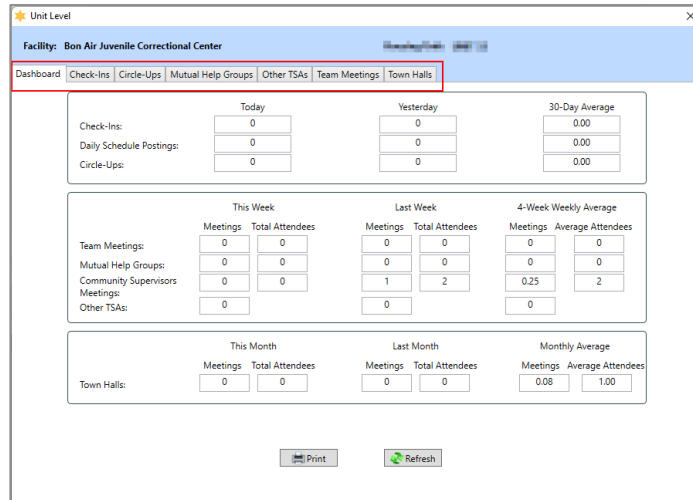 Unit Level
Facility: Bon Air Juvenile Correctional Center
Dashboard Check-Ins Circle-Ups Mutual Help Groups Other TSAs Team Meetings Town Halls
Today Yesterday 30-Day Average
Check-Ins: 0 0 0.00
Daily Schedule Postings: 0 0 0.00
Circle-Ups: 0 0 0.00
This Week Last Week 4-Week Weekly Average
Meetings Total Attendees Meetings Total Attendees Meetings Average Attendees
Team Meetings: 0 0 0 0 0 0
Mutual Help Groups: 0 0 0 0 0 0
Community Supervisors 0 0 1 2 0.25 2
Meetings:
Other TSAs: 0 0 0
This Month Last Month Monthly Average
Meetings Total Attendees Meetings Total Attendees Meetings Average Attendees
Town Halls: 0 0 0 0 0.08 1.00
Print Refresh